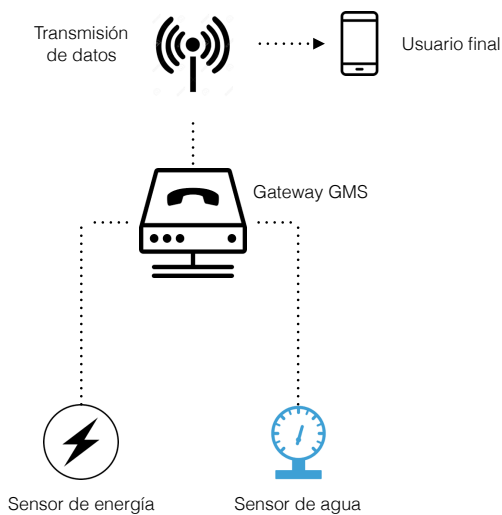 Transmisión
de datos
Usuario final
Gateway GMS
Sensor de energía
Sensor de agua